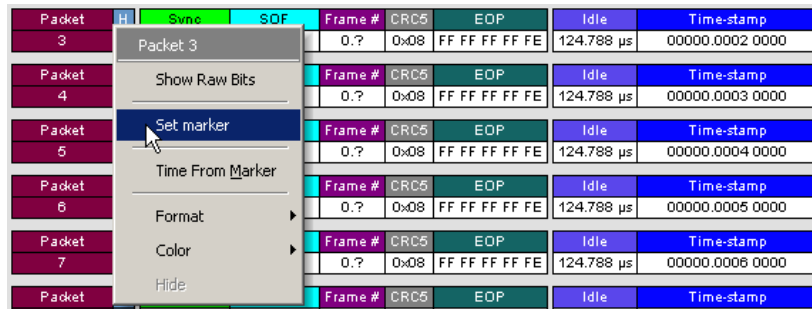 Packet H Sync SOF Frame # CRC5 EOP Idle Time-stamp
3 0.? 0x08 FF FF FF FF FE 124.788 µs 00000.0002 0000
Packet 3
Packet Frame # CRC5 EOP Idle Time-stamp
4 0.? 0x08 FF FF FF FF FE 124.788 µs 00000.0003 0000
Show Raw Bits
Packet Frame # CRC5 EOP Idle Time-stamp
5 0.? 0x08 FF FF FF FF FE 124.788 µs 00000.0004 0000
Set marker
Time From Marker
Packet Frame # CRC5 EOP Idle Time-stamp
6 0.? 0x08 FF FF FF FF FE 124.788 µs 00000.0005 0000
Format
Packet Frame # CRC5 EOP Idle Time-stamp
7 0.? 0x08 FF FF FF FF FE 124.788 µs 00000.0006 0000
Color
Hide
Packet Frame # CRC5 EOP Idle Time-stamp